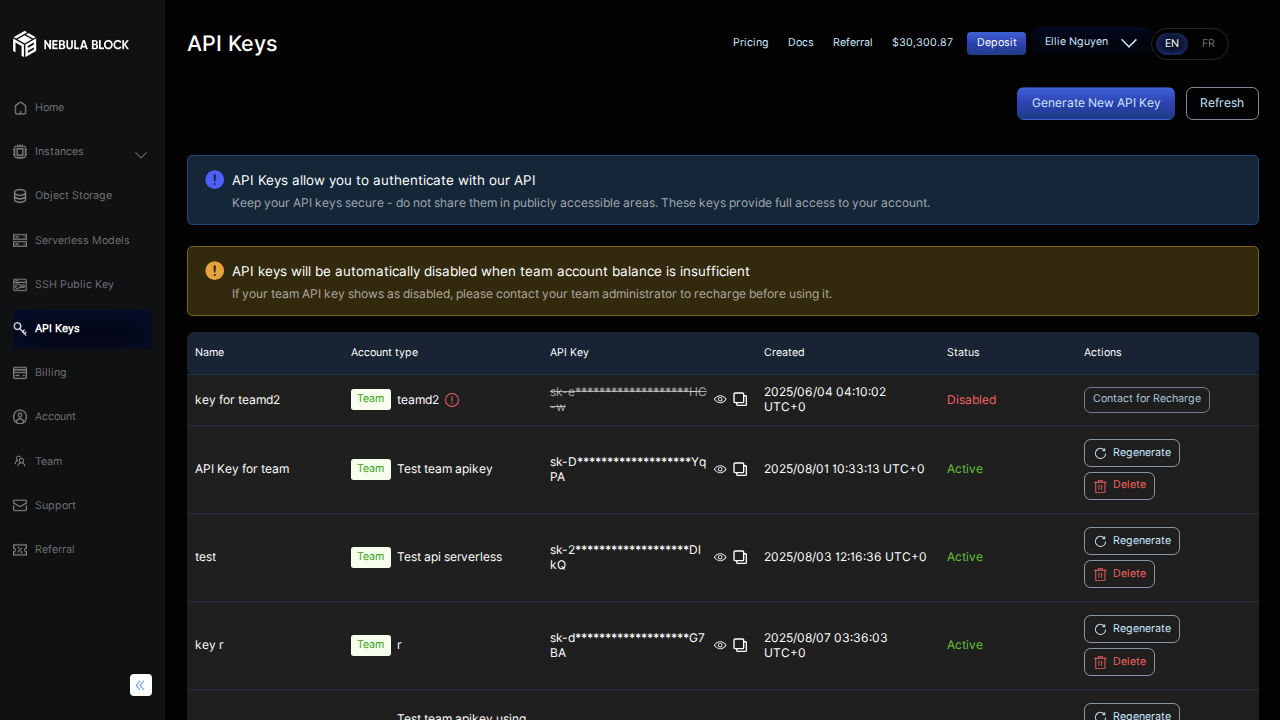 NEBULA BLOCK
API Keys
Pricing
Docs
Referral
$30,300.87
Deposit
Ellie Nguyen
EN
FR
Home
Instances
Object Storage
Serverless Models
SSH Public Key
API Keys
Billing
Account
Team
Support
Referral
Generate New API Key
Refresh
API Keys allow you to authenticate with our API
Keep your API keys secure - do not share them in publicly accessible areas. These keys provide full access to your account.
API keys will be automatically disabled when team account balance is insufficient
If your team API key shows as disabled, please contact your team administrator to recharge before using it.
Name
Account type
API Key
Created
Status
Actions
key for teamd2
Team
teamd2
sk-e*******************HC
-w
2025/06/04 04:10:02
UTC+0
Disabled
Contact for Recharge
API Key for team
Team
Test team apikey
sk-D*******************Yq
PA
2025/08/01 10:33:13 UTC+0
Active
Regenerate
Delete
test
Team
Test api serverless
sk-2*******************DI
kQ
2025/08/03 12:16:36 UTC+0
Active
Regenerate
Delete
key r
Team
r
sk-d*******************G7
BA
2025/08/07 03:36:03
UTC+0
Active
Regenerate
Delete
Test team apikey using
Regenerate